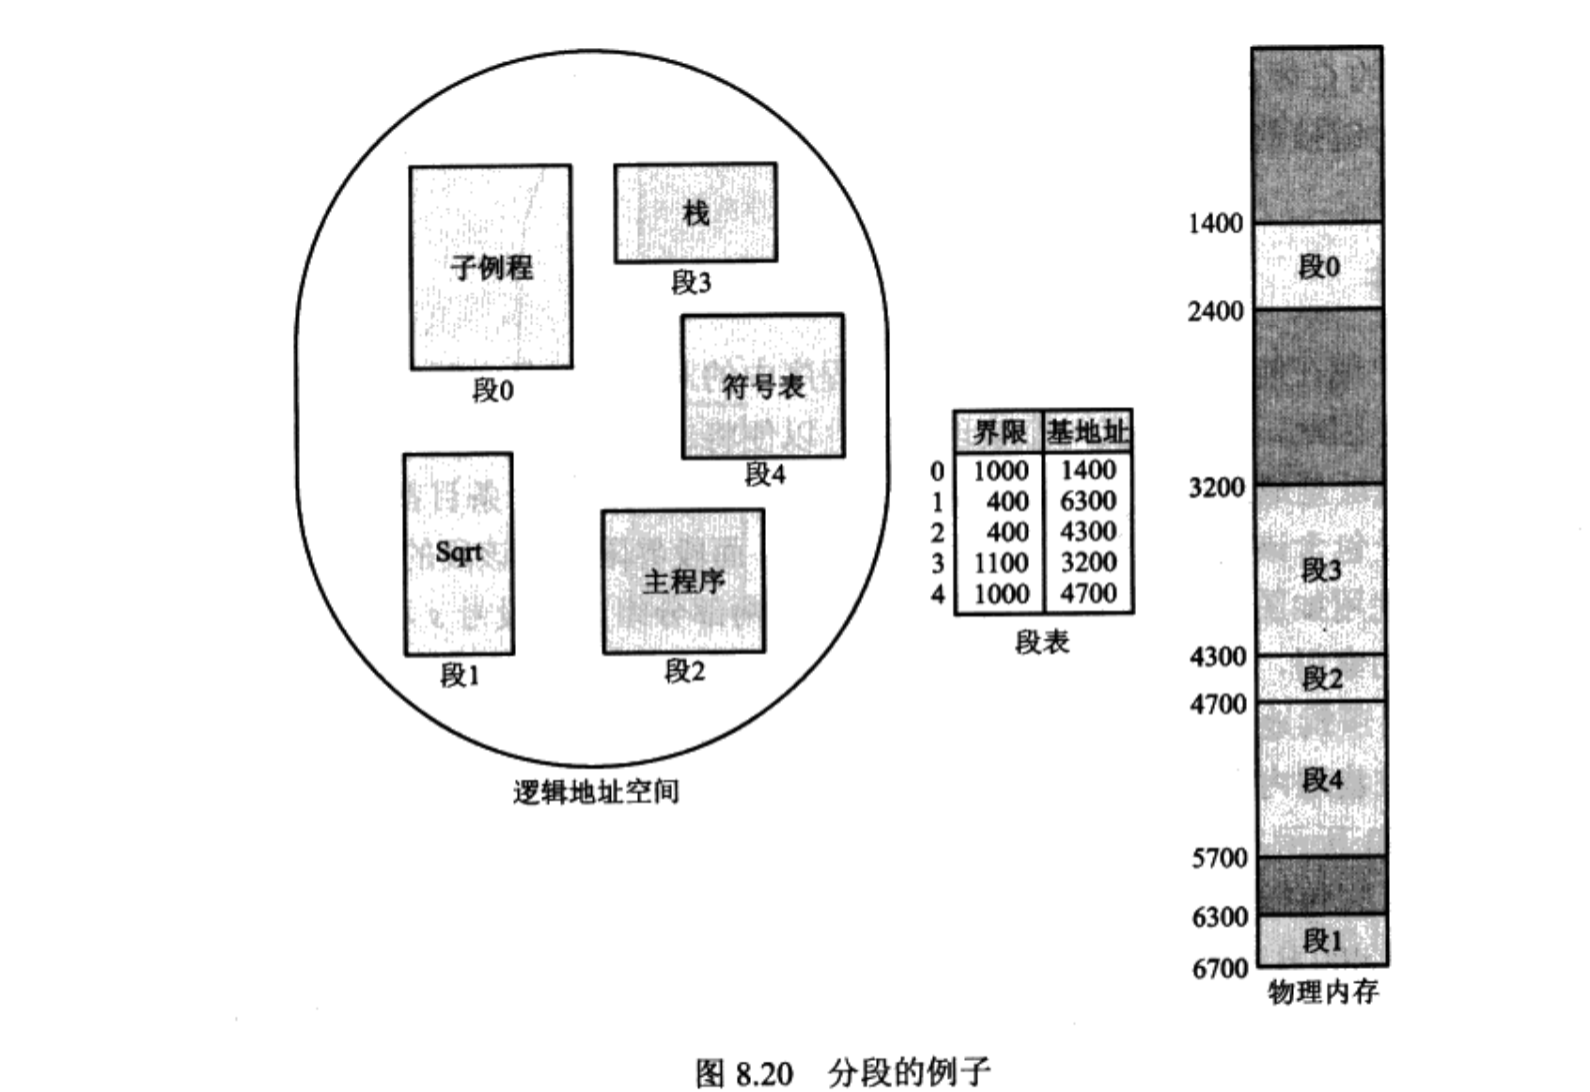 子例程
段0
栈
段3
符号表
段4
Sqrt
段1
主程序
段2
逻辑地址空间
界限 基地址
0 1000 1400
1 400 6300
2 400 4300
3 1100 3200
4 1000 4700
段表
1400
段0
2400
3200
段3
4300
段2
4700
段4
5700
6300
段1
6700
物理内存
图 8.20 分段的例子